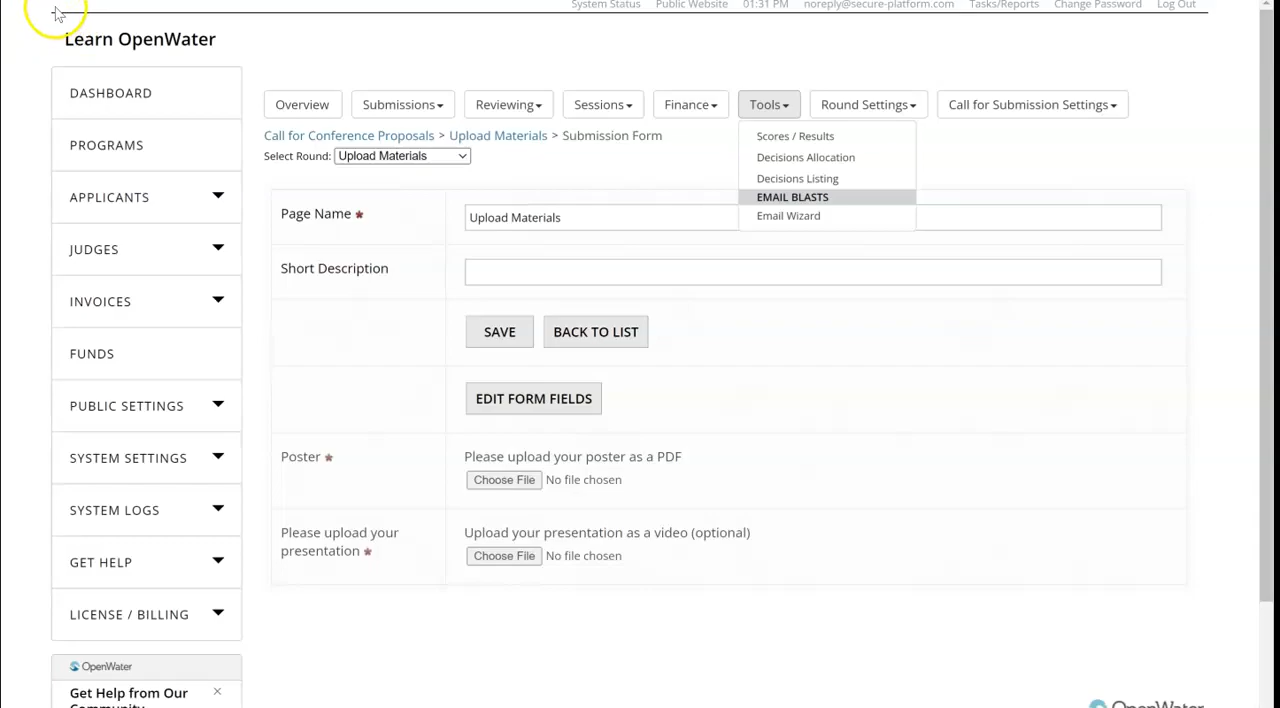 System Status Public Website 01:31 PM noreply@secure-platform.com Tasks/Reports Change Password Log Out
Learn OpenWater
DASHBOARD
PROGRAMS
APPLICANTS
JUDGES
INVOICES
FUNDS
PUBLIC SETTINGS
SYSTEM SETTINGS
SYSTEM LOGS
GET HELP
LICENSE / BILLING
OpenWater
Get Help from Our
Community
Overview Submissions Reviewing Sessions Finance Tools Round Settings Call for Submission Settings
Call for Conference Proposals > Upload Materials > Submission Form
Select Round: Upload Materials
Scores / Results
Decisions Allocation
Decisions Listing
EMAIL BLASTS
Email Wizard
Page Name * Upload Materials
Short Description
SAVE BACK TO LIST
EDIT FORM FIELDS
Poster * Please upload your poster as a PDF
Choose File No file chosen
Please upload your
presentation *
Upload your presentation as a video (optional)
Choose File No file chosen
OpenWater